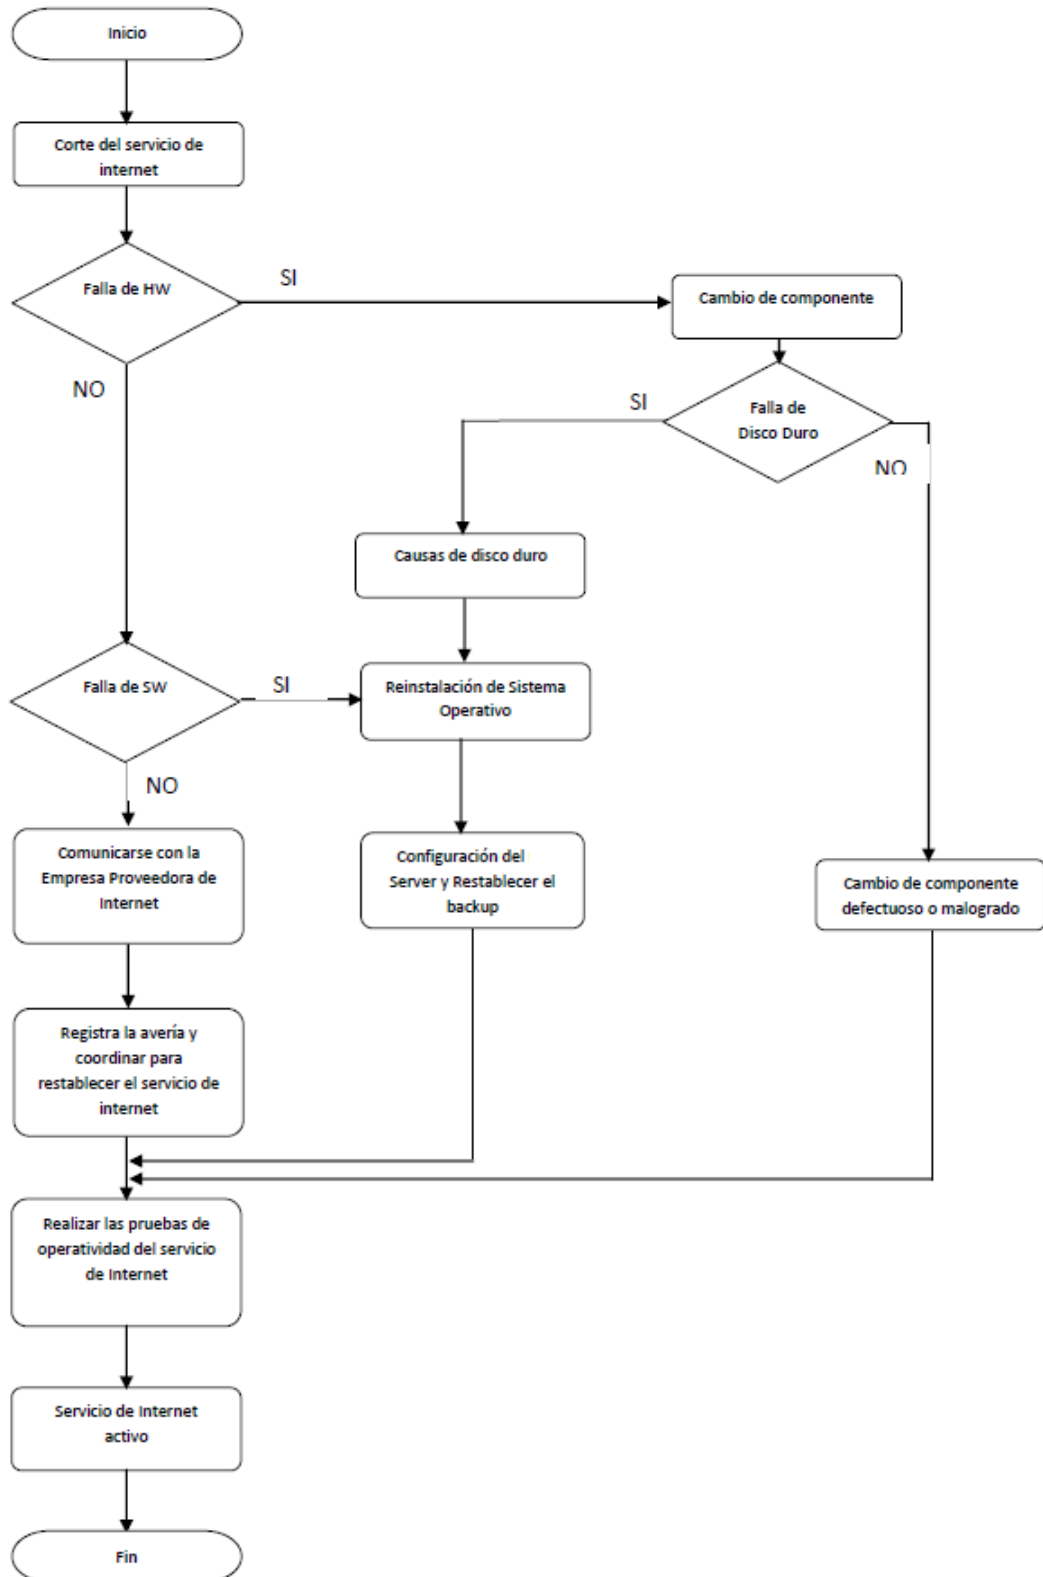 Inicio
Corte del servicio de
internet
Falla de HW
SI
Cambio de componente
NO
SI
Falla de
Disco Duro
NO
Causas de disco duro
Falla de SW
SI
Reinstalación de Sistema
Operativo
NO
Comunicarse con la
Empresa Proveedora de
Internet
Configuración del
Server y Restablecer el
backup
Cambio de componente
defectuoso o malogrado
Registra la avería y
coordinar para
restablecer el servicio de
internet
Realizar las pruebas de
operatividad del servicio
de Internet
Servicio de Internet
activo
Fin